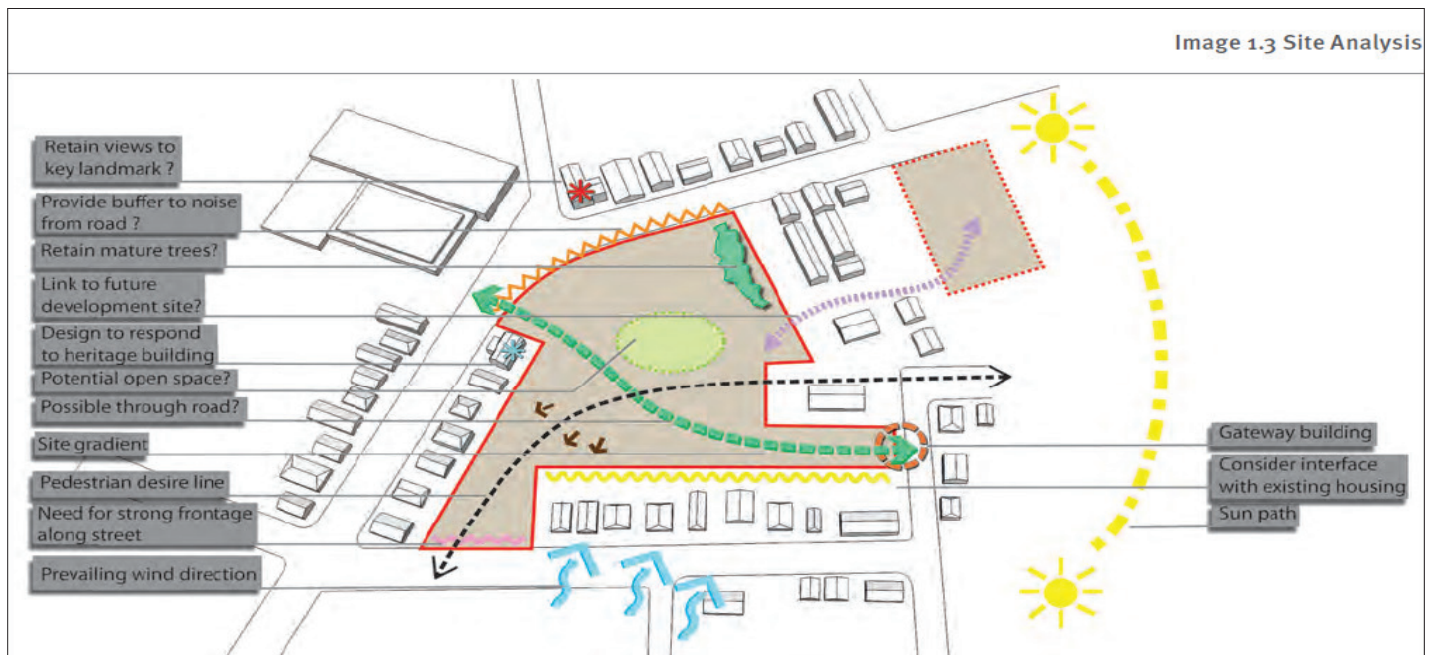 Image 1.3 Site Analysis
Retain views to
key landmark ?
Provide buffer to noise
from road ?
Retain mature trees?
Link to future
development site?
Design to respond
to heritage building
Potential open space?
Possible through road?
Site gradient
Pedestrian desire line
Need for strong frontage
along street
Prevailing wind direction
Gateway building
Consider interface
with existing housing
Sun path